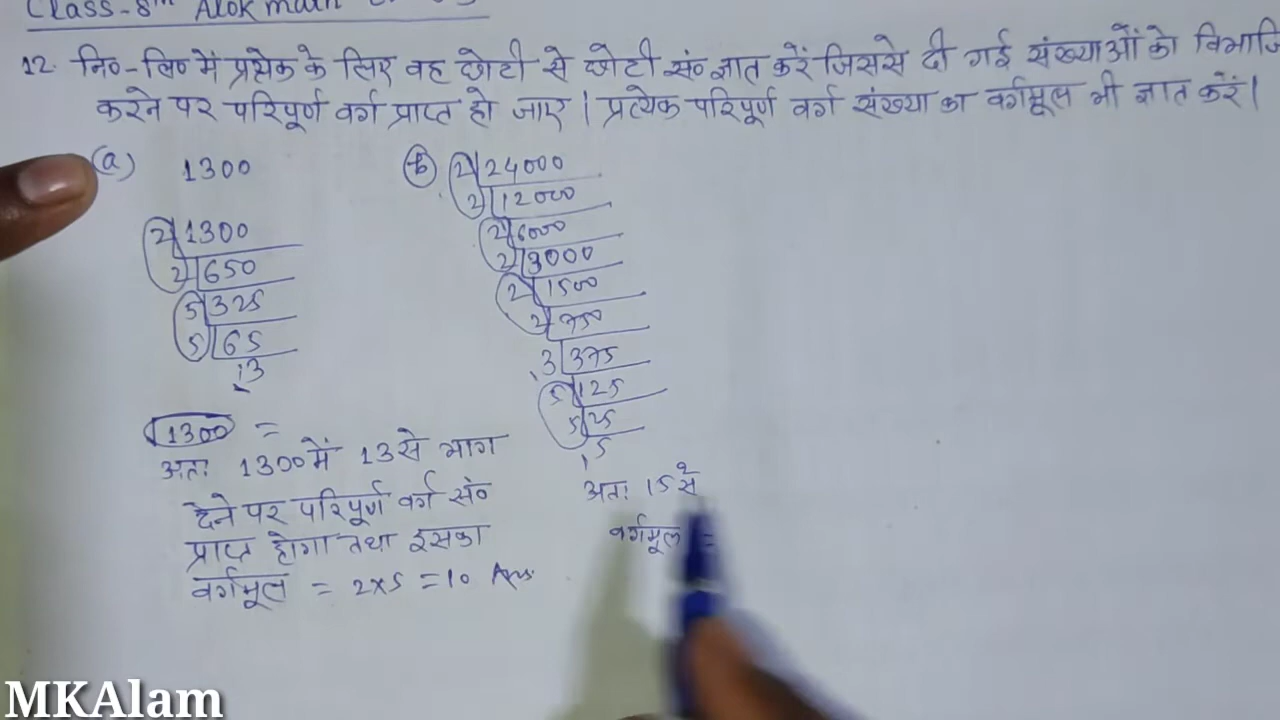 Class-8th Alok math
12. नि०-लि० में प्रत्येक के लिए वह छोटी से छोटी सं० ज्ञात करें जिससे दी गई संख्याओं को विभाजि
करने पर परिपूर्ण वर्ग प्राप्त हो जाए । प्रत्येक परिपूर्ण वर्ग संख्या का वर्गमूल भी ज्ञात करें।
(a) 1300
2 1300
2 650
5 325
5 65
13
1300 =
अतः 1300 में 13 से भाग
देने पर परिपूर्ण वर्ग सं०
प्राप्त होगा तथा इसका
वर्गमूल = 2×5 = 10 Ans.
(b) 2 24000
2 12000
2 6000
2 3000
2 1500
2 750
3 375
5 125
5 25
5
अतः 15 से
वर्गमूल =
MKAlam